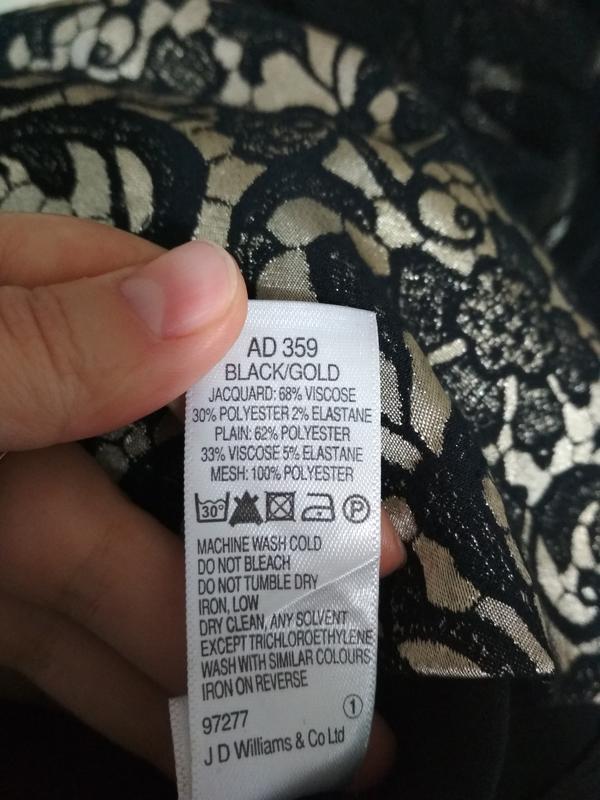 AD 359
BLACK/GOLD
JACQUARD: 68% VISCOSE
30% POLYESTER 2% ELASTANE
PLAIN: 62% POLYESTER
33% VISCOSE 5% ELASTANE
MESH: 100% POLYESTER
30° P
MACHINE WASH COLD
DO NOT BLEACH
DO NOT TUMBLE DRY
IRON, LOW
DRY CLEAN, ANY SOLVENT
EXCEPT TRICHLOROETHYLENE
WASH WITH SIMILAR COLOURS
IRON ON REVERSE
97277 1
J D Williams & Co Ltd